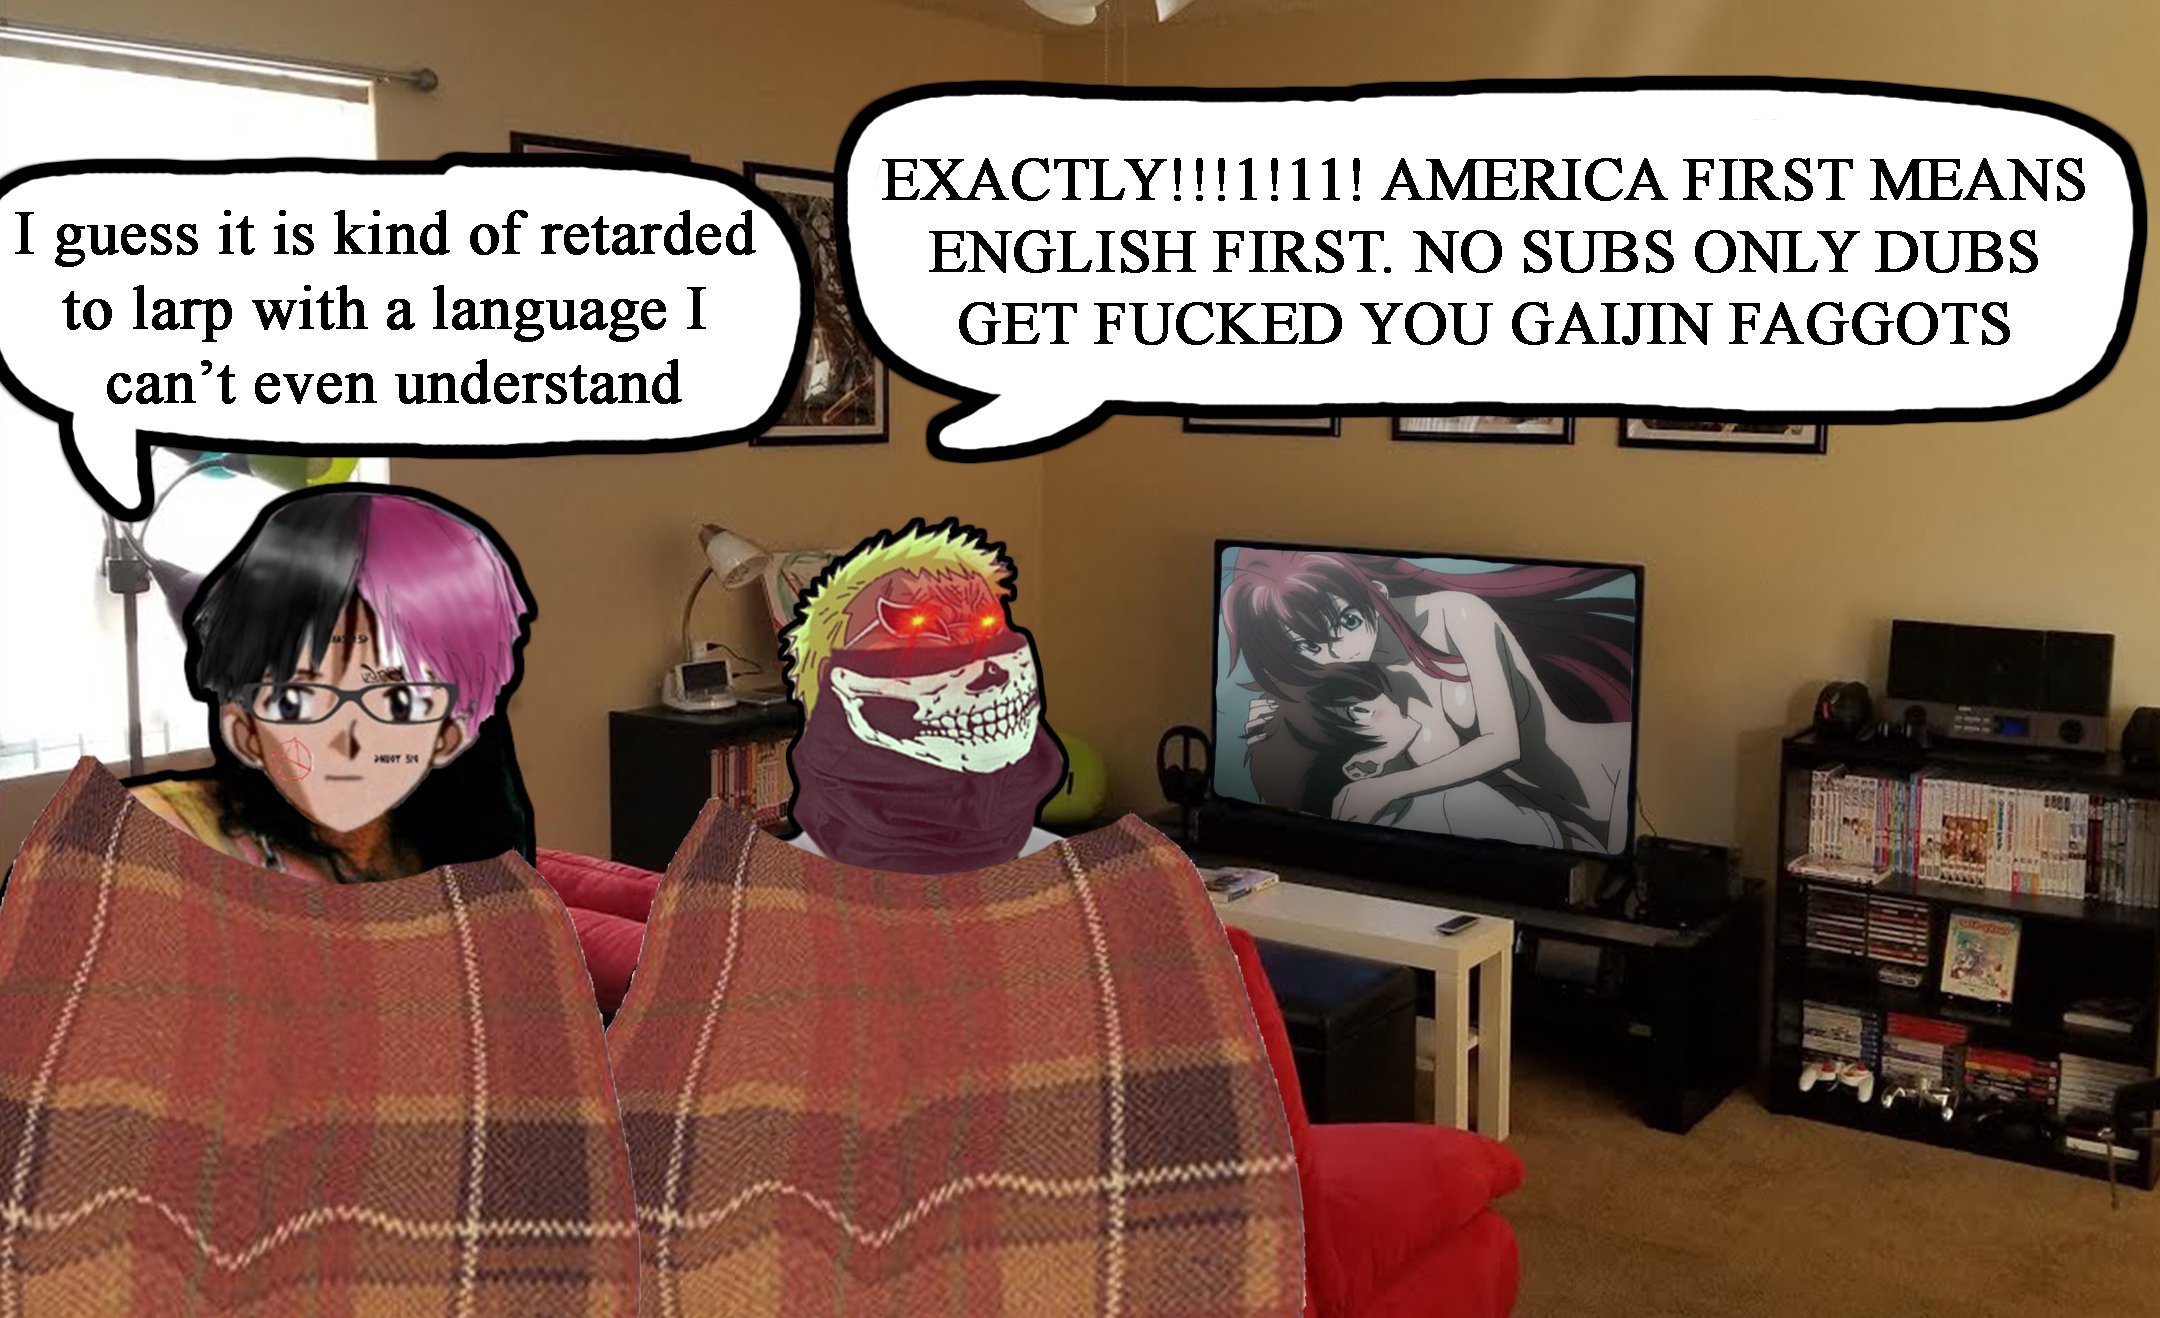 I guess it is kind of retarded
to larp with a language I
can’t even understand
EXACTLY!!!1!11! AMERICA FIRST MEANS
ENGLISH FIRST. NO SUBS ONLY DUBS
GET FUCKED YOU GAIJIN FAGGOTS